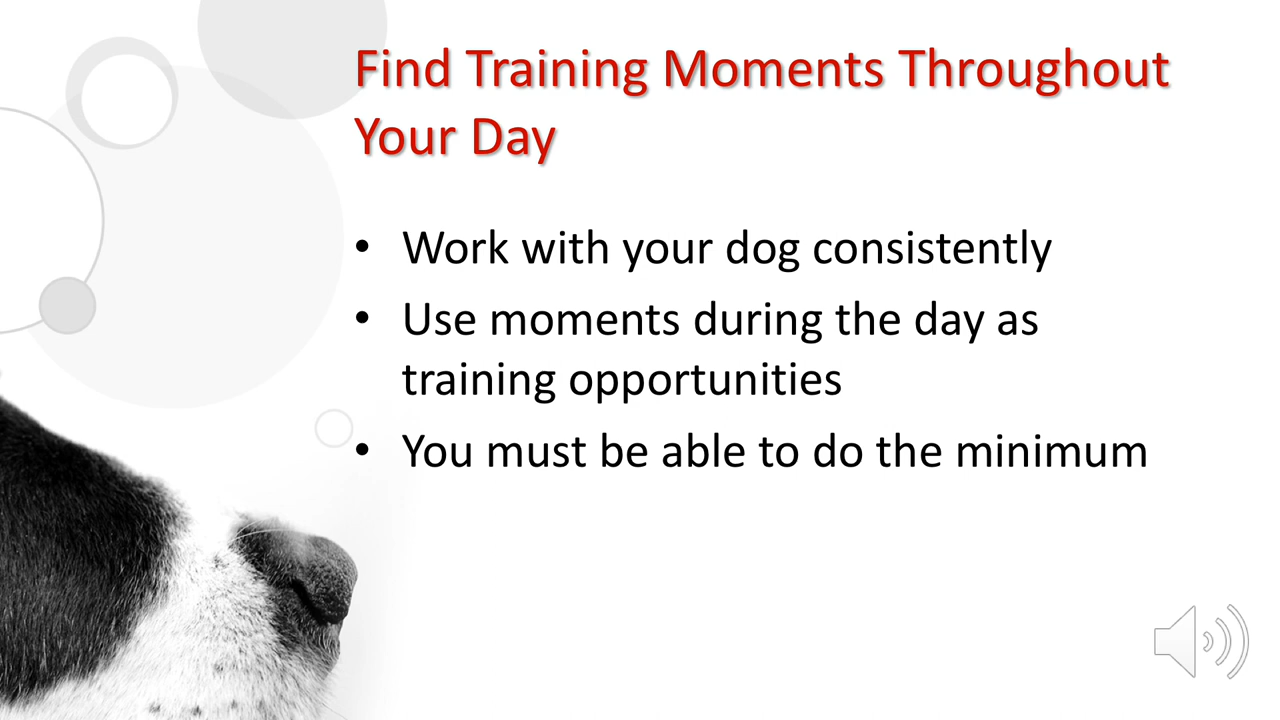 Find Training Moments Throughout
Your Day
• Work with your dog consistently
• Use moments during the day as
training opportunities
• You must be able to do the minimum